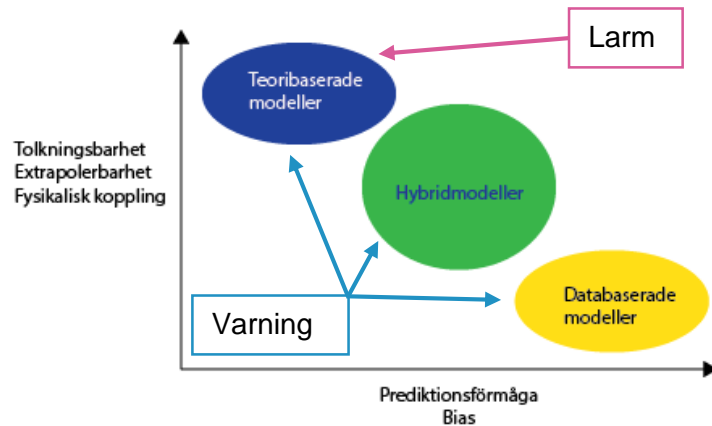 Larm
Teoribaserade
modeller
Tolkningsbarhet
Extrapolerbarhet
Fysikalisk koppling
Hybridmodeller
Varning
Databaserade
modeller
Prediktionsförmåga
Bias